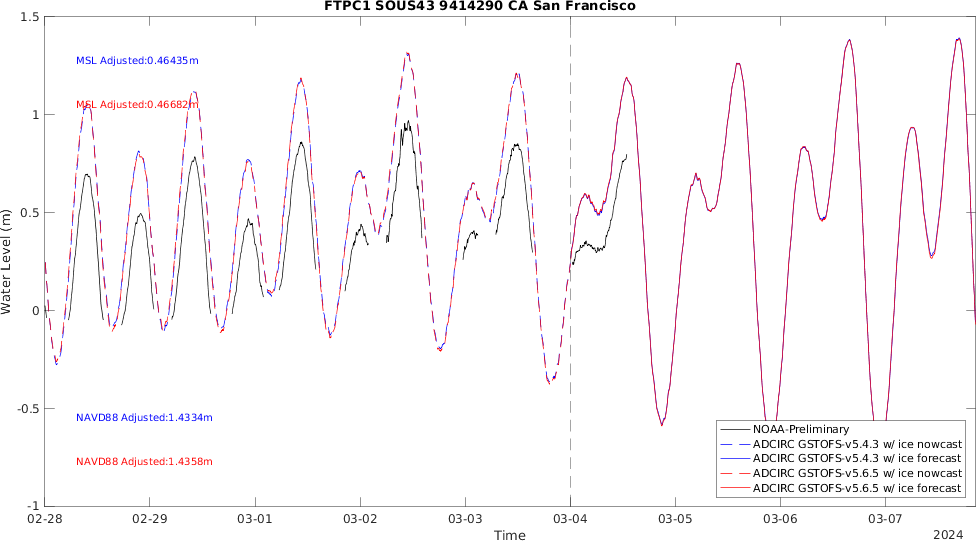 FTPC1 SOUS43 9414290 CA San Francisco
1.5
1
0.5
0
-0.5
-1
Water Level (m)
MSL Adjusted:0.46435m
MSL Adjusted:0.46682m
NAVD88 Adjusted:1.4334m
NAVD88 Adjusted:1.4358m
NOAA-Preliminary
ADCIRC GSTOFS-v5.4.3 w/ ice nowcast
ADCIRC GSTOFS-v5.4.3 w/ ice forecast
ADCIRC GSTOFS-v5.6.5 w/ ice nowcast
ADCIRC GSTOFS-v5.6.5 w/ ice forecast
02-28 02-29 03-01 03-02 03-03 03-04 03-05 03-06 03-07
Time
2024